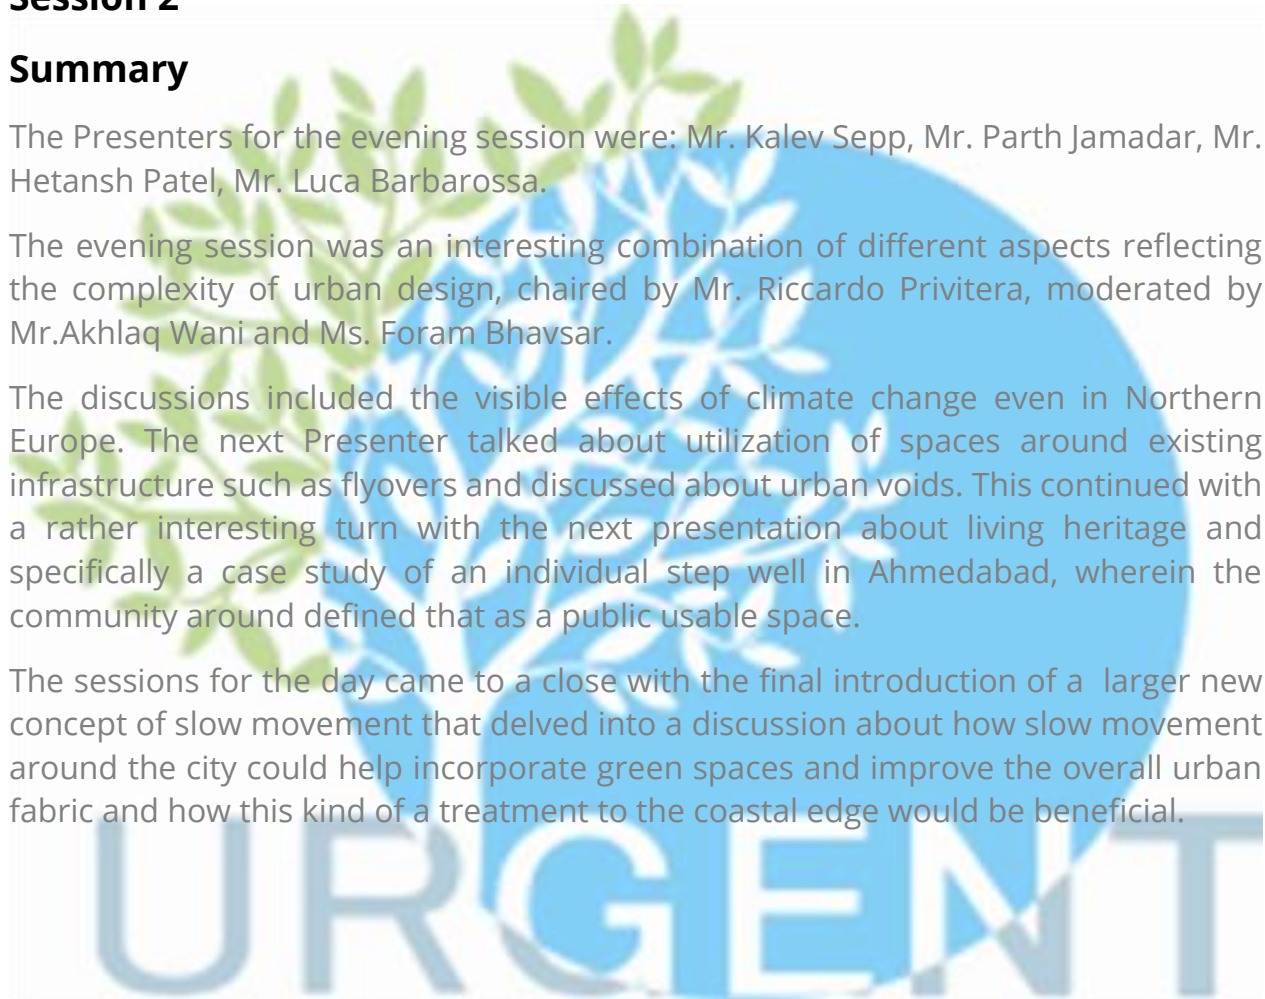 Session 2
Summary
The Presenters for the evening session were: Mr. Kalev Sepp, Mr. Parth Jamadar, Mr.
Hetansh Patel, Mr. Luca Barbarossa.
The evening session was an interesting combination of different aspects reflecting
the complexity of urban design, chaired by Mr. Riccardo Privitera, moderated by
Mr.Akhlaq Wani and Ms. Foram Bhavsar.
The discussions included the visible effects of climate change even in Northern
Europe. The next Presenter talked about utilization of spaces around existing
infrastructure such as flyovers and discussed about urban voids. This continued with
a rather interesting turn with the next presentation about living heritage and
specifically a case study of an individual step well in Ahmedabad, wherein the
community around defined that as a public usable space.
The sessions for the day came to a close with the final introduction of a  larger new
concept of slow movement that delved into a discussion about how slow movement
around the city could help incorporate green spaces and improve the overall urban
fabric and how this kind of a treatment to the coastal edge would be beneficial.
URGENT